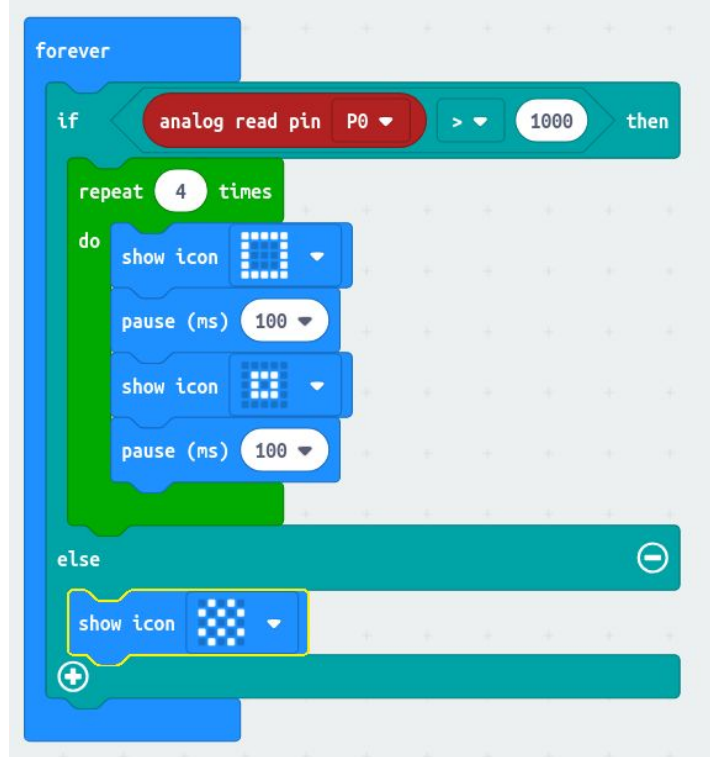 forever
if analog read pin P0 > 1000 then
repeat 4 times
do
show icon
pause (ms) 100
show icon
pause (ms) 100
else
show icon